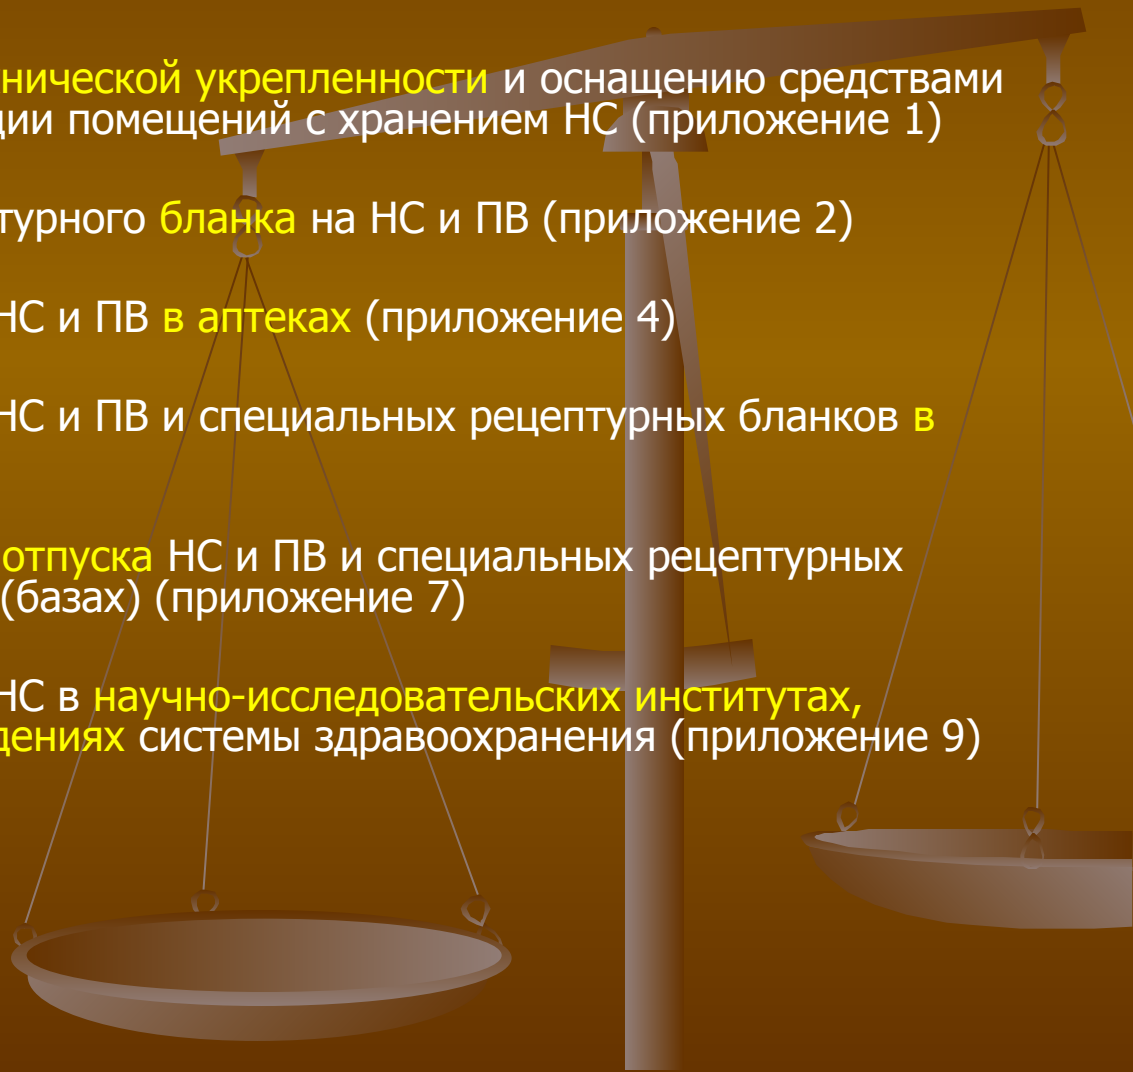 нической укрепленности и оснащению средствами
ции помещений с хранением НС (приложение 1)
турного бланка на НС и ПВ (приложение 2)
НС и ПВ в аптеках (приложение 4)
НС и ПВ и специальных рецептурных бланков в
отпуска НС и ПВ и специальных рецептурных
(базах) (приложение 7)
НС в научно-исследовательских институтах,
дениях системы здравоохранения (приложение 9)